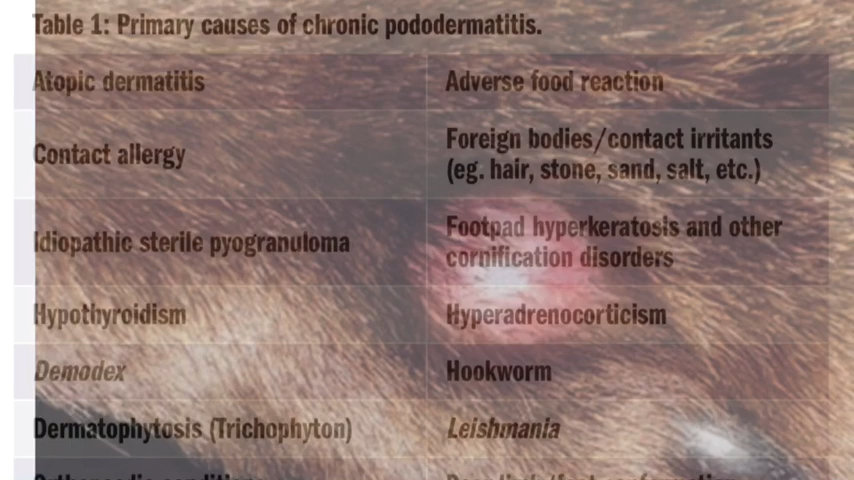 Table 1: Primary causes of chronic pododermatitis.
Atopic dermatitis
Adverse food reaction
Contact allergy
Foreign bodies/contact irritants
(eg. hair, stone, sand, salt, etc.)
Idiopathic sterile pyogranuloma
Footpad hyperkeratosis and other
cornification disorders
Hypothyroidism
Hyperadrenocorticism
Demodex
Hookworm
Dermatophytosis (Trichophyton)
Leishmania